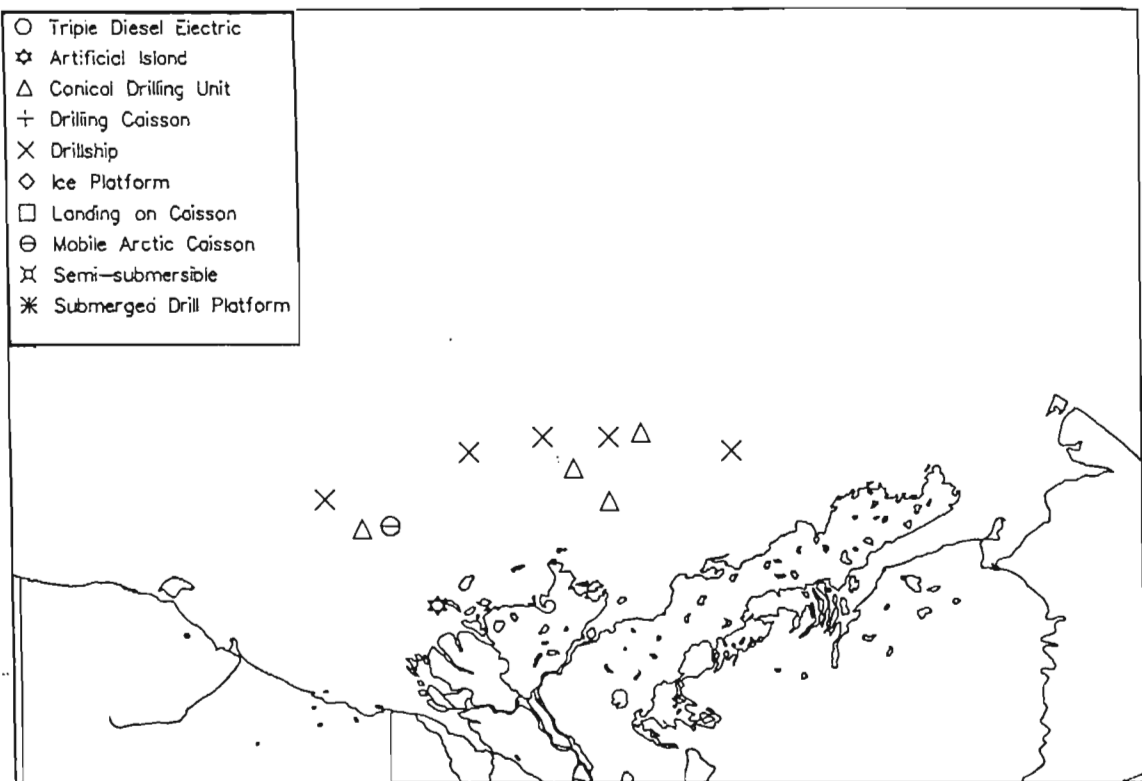 Triple Diesel Electric
Artificial Island
Conical Drilling Unit
Drilling Caisson
Drillship
Ice Platform
Landing on Caisson
Mobile Arctic Caisson
Semi-submersible
Submerged Drill Platform